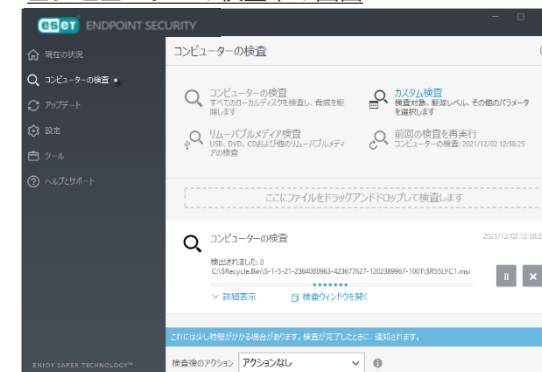 eset ENDPOINT SECURITY
現在の状況
コンピューターの検査
アップデート
設定
ツール
ヘルプとサポート
ENJOY SAFER TECHNOLOGY™
コンピューターの検査
コンピューターの検査
すべてのローカルディスクを検査し、脅威を駆
除します
カスタム検査
検査対象、駆除レベル、その他のパラメータ
を選択します
リムーバブルメディア検査
USB、DVD、CDおよび他のリムーバブルメディ
アの検査
前回の検査を再実行
コンピューターの検査: 2021/12/02 12:58:25
ここにファイルをドラッグアンドドロップして検査します
コンピューターの検査
2021/12/02 12:58:2
検出されました: 0
C:\$Recycle.Bin\S-1-5-21-2364088963-423677627-1202389967-1001\$R55LYC1.msi
詳細表示
検査ウィンドウを開く
これには少し時間がかかる場合があります。検査が完了したときに、通知されます。
検査後のアクション アクションなし